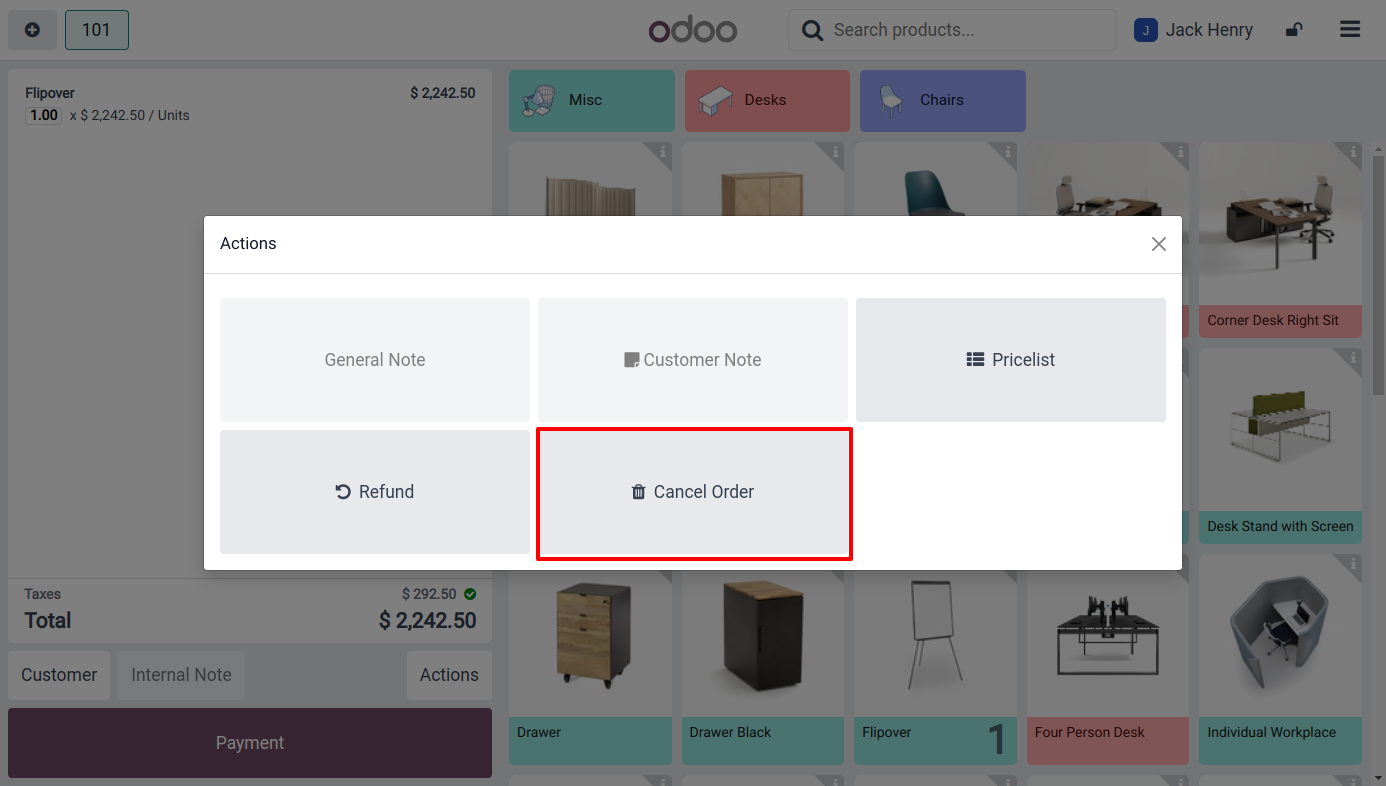 101
odoo
Search products...
J Jack Henry
Flipover $ 2,242.50
1.00 x $ 2,242.50 / Units
Misc
Desks
Chairs
Actions
General Note
Customer Note
Pricelist
Refund
Cancel Order
Corner Desk Right Sit
Desk Stand with Screen
Taxes $ 292.50
Total $ 2,242.50
Customer
Internal Note
Actions
Payment
Drawer
Drawer Black
Flipover 1
Four Person Desk
Individual Workplace